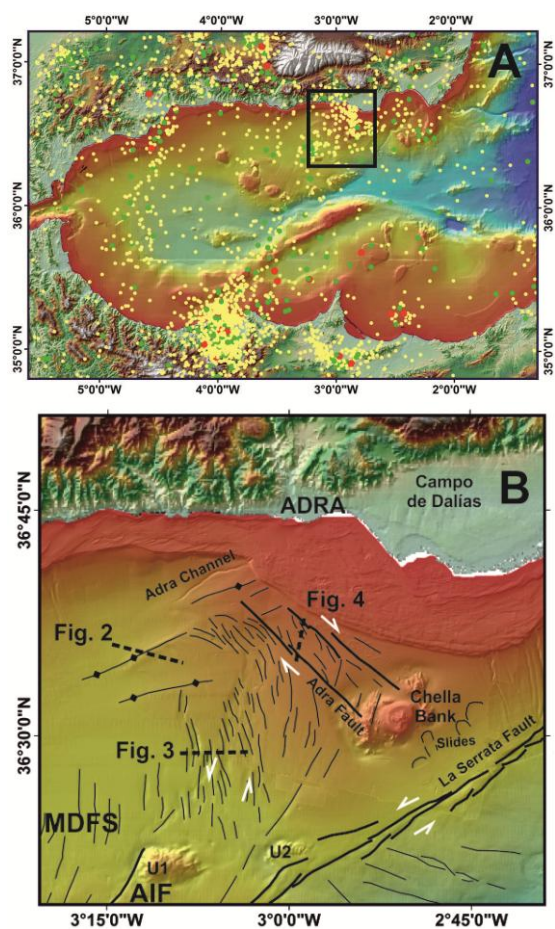 5°0'0"W 4°0'0"W 3°0'0"W 2°0'0"W
37°0'0"N
37°0'0"N
A
36°0'0"N
36°0'0"N
35°0'0"N
35°0'0"N
5°0'0"W 4°0'0"W 3°0'0"W 2°0'0"W
B
Campo
de Dalías
ADRA
36°45'0"N
Adra Channel
Fig. 4
Fig. 2
Adra Fault
Chella
Bank
36°30'0"N
Slides
Fig. 3
La Serrata Fault
MDFS
U1
U2
AIF
3°15'0"W 3°0'0"W 2°45'0"W